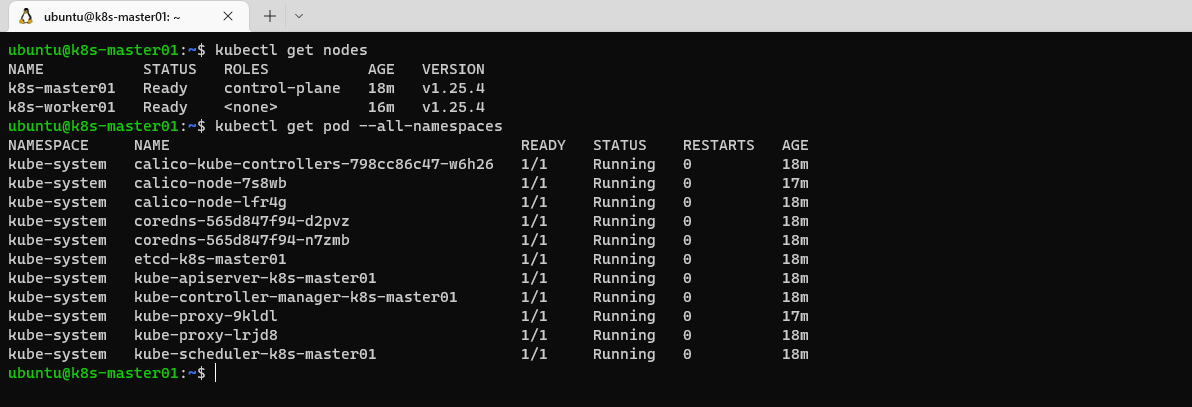 ubuntu@k8s-master01: ~
ubuntu@k8s-master01:~$ kubectl get nodes
NAME           STATUS   ROLES           AGE   VERSION
k8s-master01   Ready    control-plane   18m   v1.25.4
k8s-worker01   Ready    <none>          16m   v1.25.4
ubuntu@k8s-master01:~$ kubectl get pod --all-namespaces
NAMESPACE     NAME                                       READY   STATUS    RESTARTS   AGE
kube-system   calico-kube-controllers-798cc86c47-w6h26   1/1     Running   0          18m
kube-system   calico-node-7s8wb                          1/1     Running   0          17m
kube-system   calico-node-lfr4g                          1/1     Running   0          18m
kube-system   coredns-565d847f94-d2pvz                   1/1     Running   0          18m
kube-system   coredns-565d847f94-n7zmb                   1/1     Running   0          18m
kube-system   etcd-k8s-master01                          1/1     Running   0          18m
kube-system   kube-apiserver-k8s-master01                1/1     Running   0          18m
kube-system   kube-controller-manager-k8s-master01       1/1     Running   0          18m
kube-system   kube-proxy-9kldl                           1/1     Running   0          17m
kube-system   kube-proxy-lrjd8                           1/1     Running   0          18m
kube-system   kube-scheduler-k8s-master01                1/1     Running   0          18m
ubuntu@k8s-master01:~$